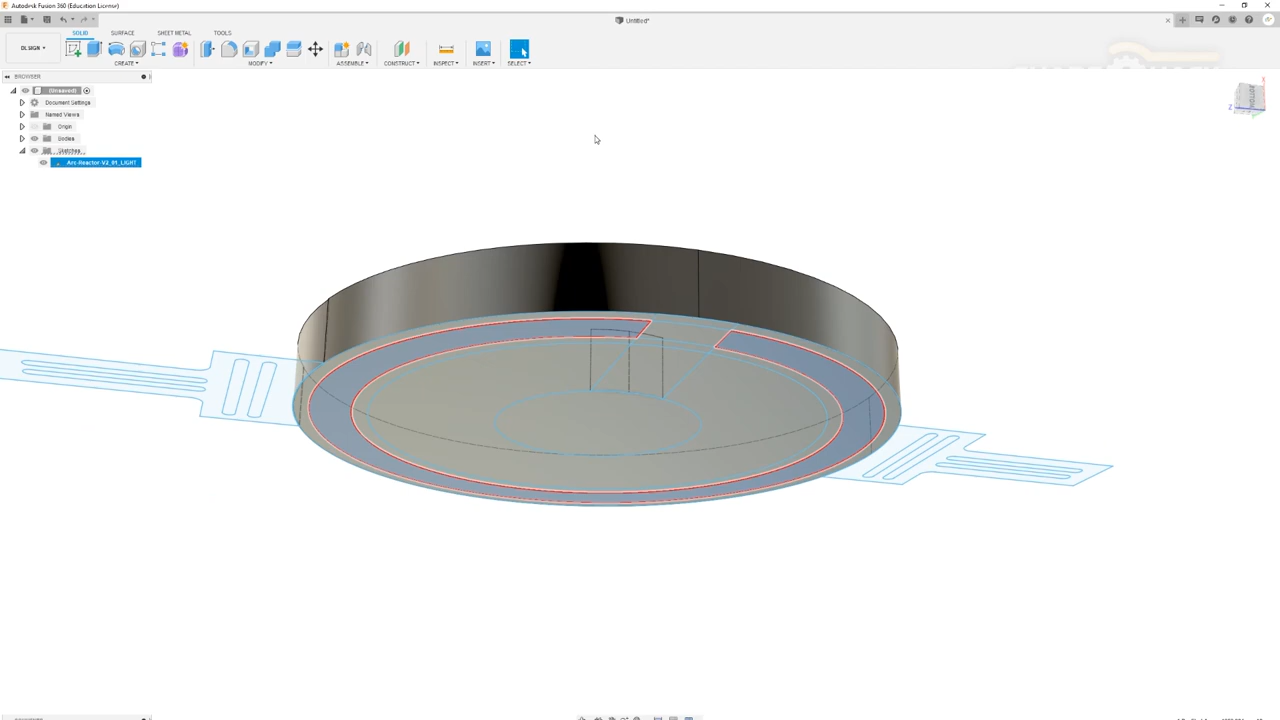 Autodesk Fusion 360 (Education License)
Untitled*
SOLID SURFACE SHEET METAL TOOLS
DESIGN
CREATE MODIFY ASSEMBLE CONSTRUCT INSPECT INSERT SELECT
BROWSER
(Unsaved)
Document Settings
Named Views
Origin
Bodies
Sketches
Arc-Reactor-V2_01_LIGHT
BOTTOM